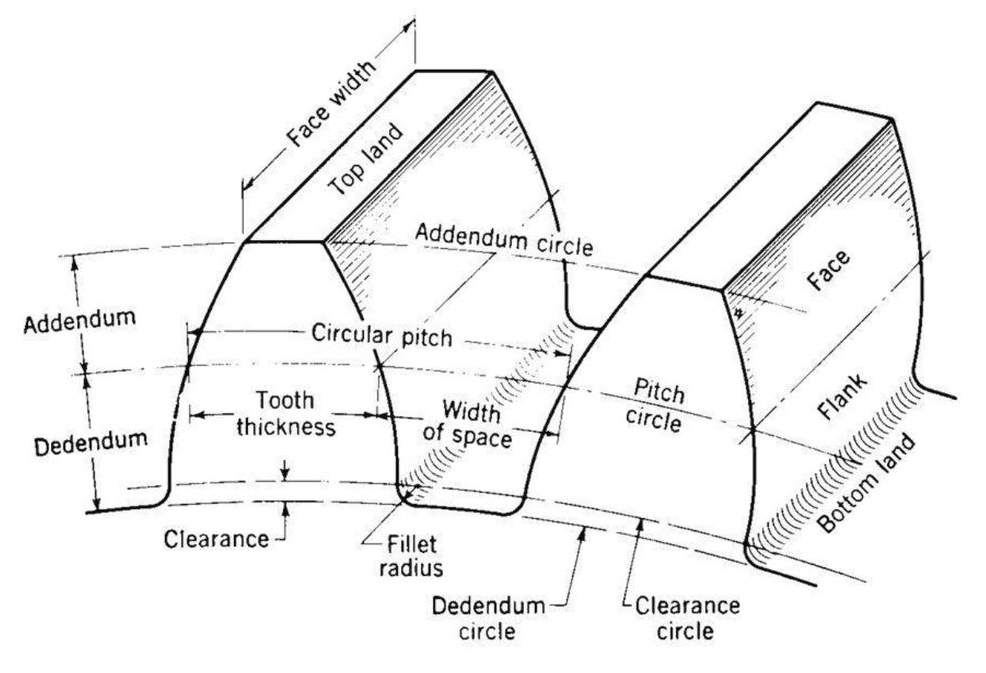 Face width
Top land
Addendum circle
Face
Addendum
Circular pitch
Pitch
circle
Flank
Tooth
thickness
Width
of space
Dedendum
Bottom land
Clearance
Fillet
radius
Dedendum
circle
Clearance
circle